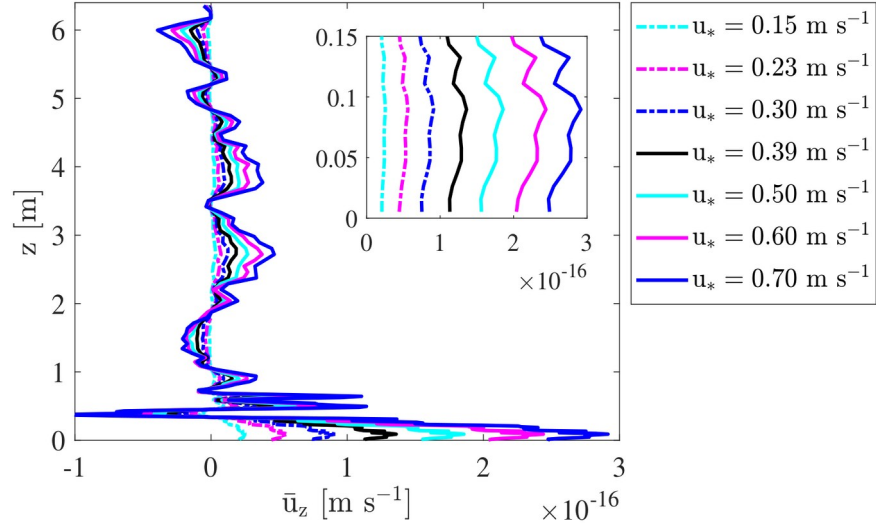 6
5
4
3
2
1
0
z [m]
-1
0
1
2
3
×10⁻¹⁶
ū_z [m s⁻¹]
0.15
0.1
0.05
0
0
1
2
3
×10⁻¹⁶
u_* = 0.15 m s⁻¹
u_* = 0.23 m s⁻¹
u_* = 0.30 m s⁻¹
u_* = 0.39 m s⁻¹
u_* = 0.50 m s⁻¹
u_* = 0.60 m s⁻¹
u_* = 0.70 m s⁻¹